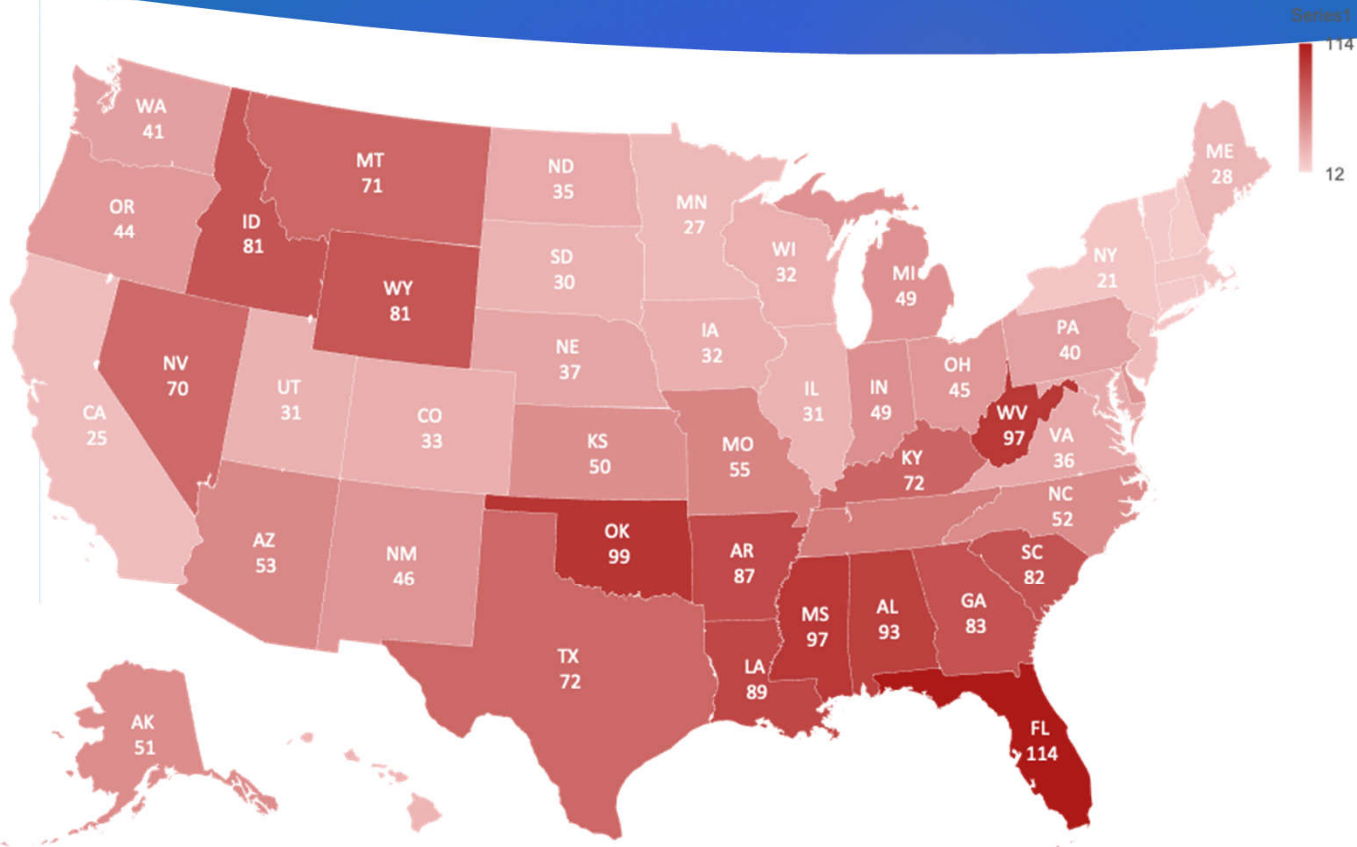 Series1
114
12
WA
41
OR
44
CA
25
NV
70
ID
81
MT
71
WY
81
UT
31
CO
33
AZ
53
NM
46
ND
35
SD
30
NE
37
KS
50
OK
99
TX
72
MN
27
IA
32
MO
55
AR
87
LA
89
WI
32
IL
31
MI
49
IN
49
OH
45
KY
72
MS
97
AL
93
GA
83
FL
114
SC
82
NC
52
VA
36
WV
97
PA
40
NY
21
ME
28
AK
51